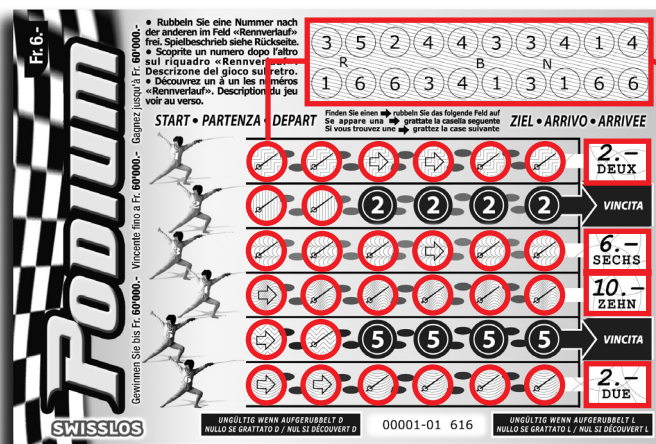 Fr. 6.-
Podium
SWISSLOS
Gewinnen Sie bis Fr. 60'000.- Vincente fino a Fr. 60'000.- Gagnez jusqu'à Fr. 60'000.-
• Rubbeln Sie eine Nummer nach
der anderen im Feld «Rennverlauf»
frei. Spielbeschrieb siehe Rückseite.
• Scoprite un numero dopo l'altro
sul riquadro «Rennverlauf».
Descrizone del gioco sul retro.
• Découvrez un à un les numéros
«Rennverlauf». Description du jeu
voir au verso.
3 5 2 4 4 3 3 4 1 4
R B N
1 6 6 3 4 1 3 1 6 6
START • PARTENZA • DEPART
Finden Sie einen ➡ rubbeln Sie das folgende Feld auf
Se appare una ➡ grattate la casella seguente
Si vous trouvez une ➡ grattez la case suivante
ZIEL • ARRIVO • ARRIVEE
2.–
DEUX
2 2 2 2 VINCITA
6.–
SECHS
10.–
ZEHN
5 5 5 5 VINCITA
2.–
DUE
UNGÜLTIG WENN AUFGERUBBELT D
NULLO SE GRATTATO D / NUL SI DÉCOUVERT D
00001-01 616
UNGÜLTIG WENN AUFGERUBBELT L
NULLO SE GRATTATO L / NUL SI DÉCOUVERT L